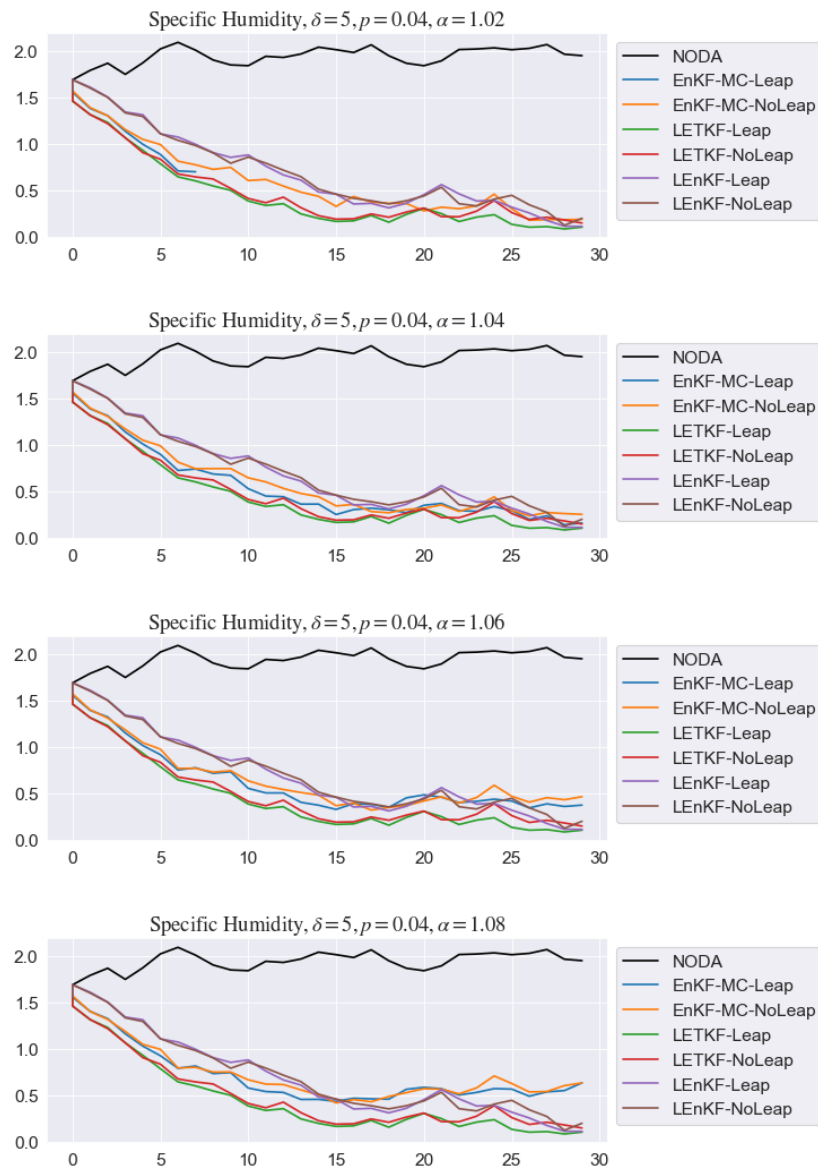 Specific Humidity, δ = 5, p = 0.04, α = 1.02
2.0
1.5
1.0
0.5
0.0
0 5 10 15 20 25 30
NODA
EnKF-MC-Leap
EnKF-MC-NoLeap
LETKF-Leap
LETKF-NoLeap
LEnKF-Leap
LEnKF-NoLeap
Specific Humidity, δ = 5, p = 0.04, α = 1.04
2.0
1.5
1.0
0.5
0.0
0 5 10 15 20 25 30
NODA
EnKF-MC-Leap
EnKF-MC-NoLeap
LETKF-Leap
LETKF-NoLeap
LEnKF-Leap
LEnKF-NoLeap
Specific Humidity, δ = 5, p = 0.04, α = 1.06
2.0
1.5
1.0
0.5
0.0
0 5 10 15 20 25 30
NODA
EnKF-MC-Leap
EnKF-MC-NoLeap
LETKF-Leap
LETKF-NoLeap
LEnKF-Leap
LEnKF-NoLeap
Specific Humidity, δ = 5, p = 0.04, α = 1.08
2.0
1.5
1.0
0.5
0.0
0 5 10 15 20 25 30
NODA
EnKF-MC-Leap
EnKF-MC-NoLeap
LETKF-Leap
LETKF-NoLeap
LEnKF-Leap
LEnKF-NoLeap